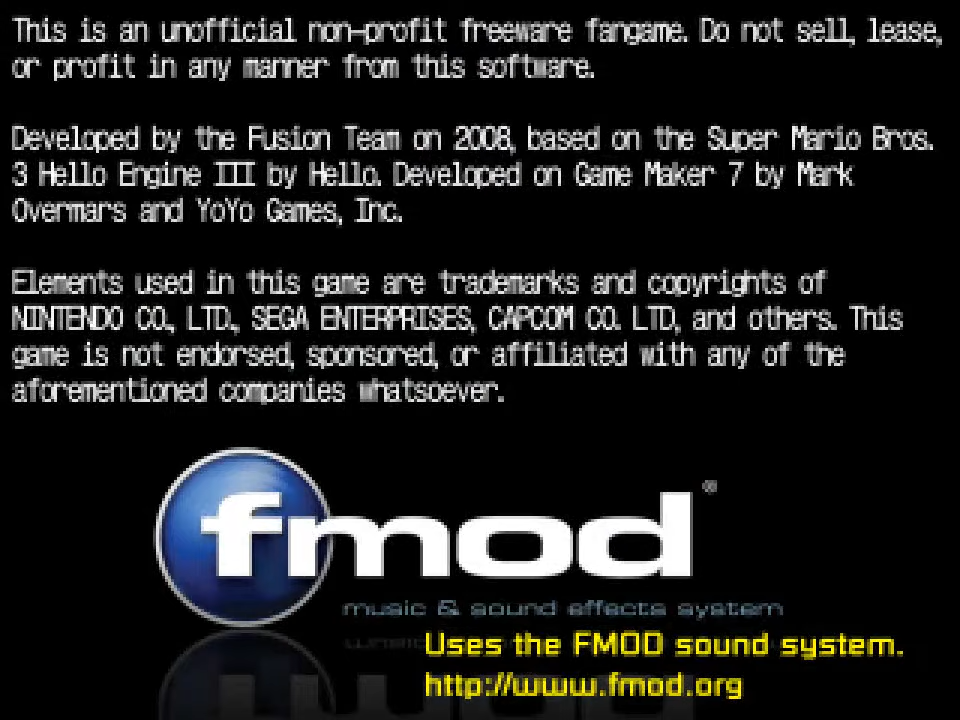 This is an unofficial non-profit freeware fangame. Do not sell, lease,
or profit in any manner from this software.
Developed by the Fusion Team on 2008, based on the Super Mario Bros.
3 Hello Engine III by Hello. Developed on Game Maker 7 by Mark
Overmars and YoYo Games, Inc.
Elements used in this game are trademarks and copyrights of
NINTENDO CO., LTD., SEGA ENTERPRISES, CAPCOM CO. LTD, and others. This
game is not endorsed, sponsored, or affiliated with any of the
aforementioned companies whatsoever.
fmod®
music & sound effects system
Uses the FMOD sound system.
http://www.fmod.org